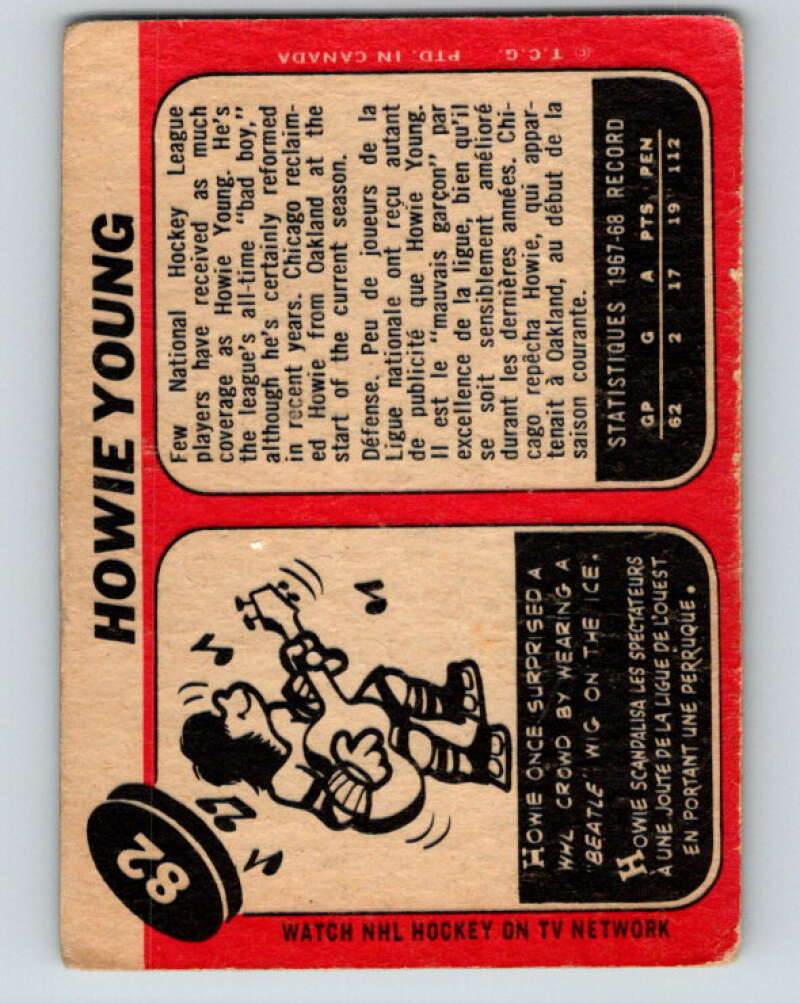 HOWIE YOUNG
82
Few National Hockey League
players have received as much
coverage as Howie Young. He's
the league's all-time "bad boy,"
although he's certainly reformed
in recent years. Chicago reclaim-
ed Howie from Oakland at the
start of the current season.
Défense. Peu de joueurs de la
Ligue nationale ont reçu autant
de publicité que Howie Young.
Il est le "mauvais garçon" par
excellence de la ligue, bien qu'il
se soit sensiblement amélioré
durant les dernières années. Chi-
cago repêcha Howie, qui appar-
tenait à Oakland, au début de la
saison courante.
STATISTIQUES 1967-68 RECORD
GP G A PTS. PEN
62 2 17 19 112
HOWIE ONCE SURPRISED A
WHL CROWD BY WEARING A
"BEATLE" WIG ON THE ICE.
HOWIE SCANDALISA LES SPECTATEURS
À UNE JOUTE DE LA LIGUE DE L'OUEST
EN PORTANT UNE PERRUQUE.
WATCH NHL HOCKEY ON TV NETWORK
© T.C.G. PTD. IN CANADA